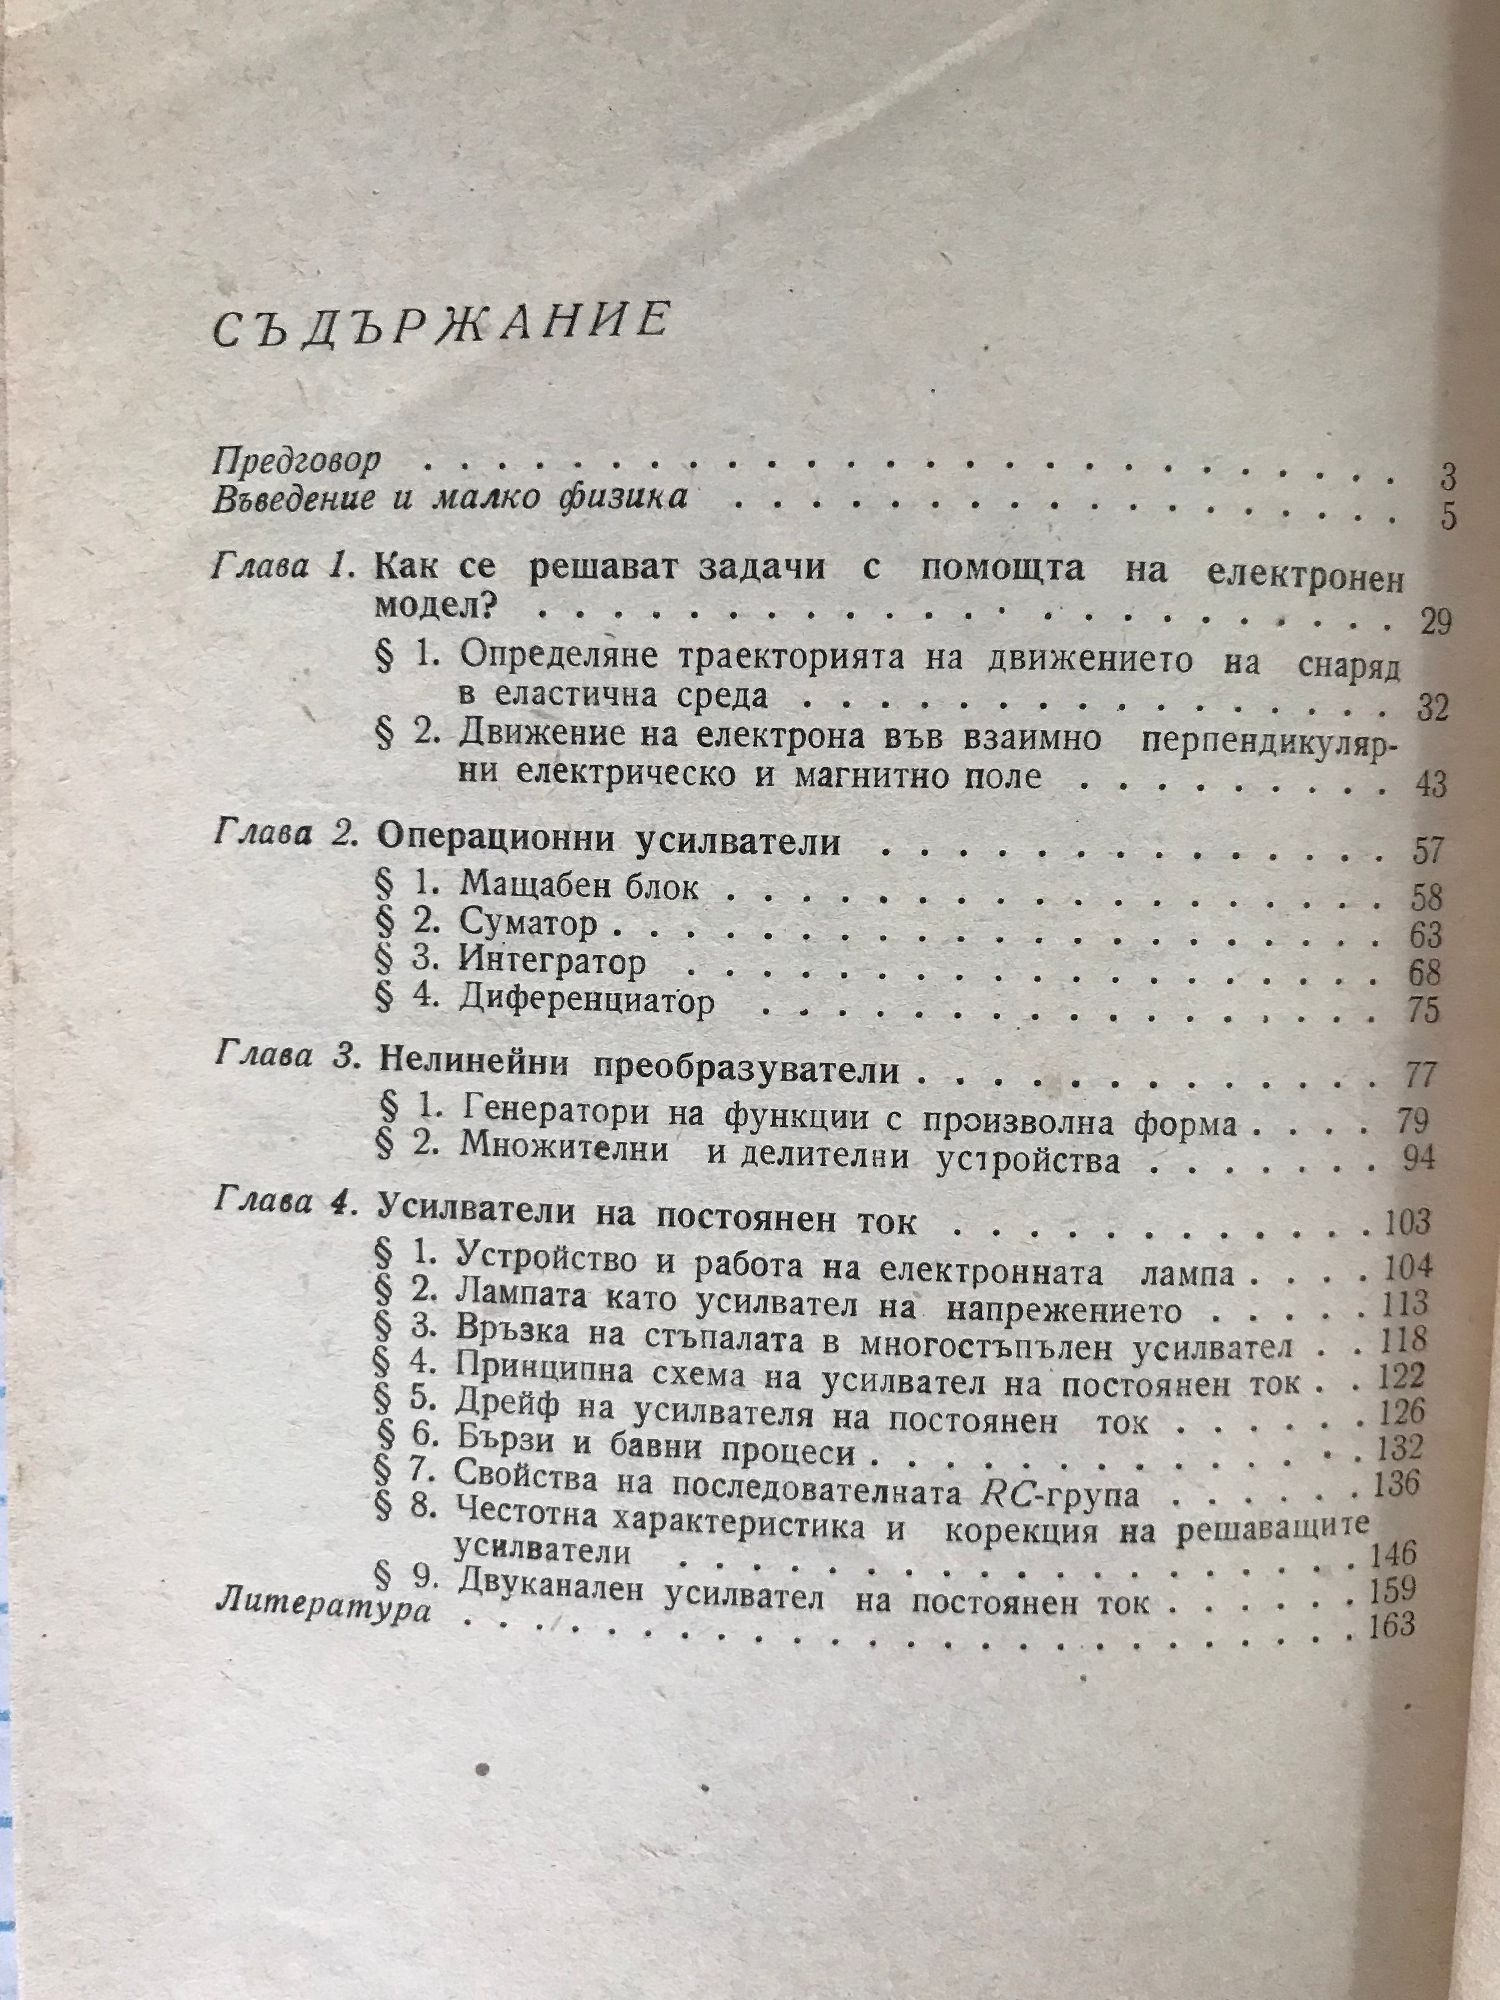 СЪДЪРЖАНИЕ
Предговор . . . . . . . . . . . . . . . . . . . . . . . . . . 3
Въведение и малко физика . . . . . . . . . . . . . . . . . . 5
Глава 1. Как се решават задачи с помощта на електронен
модел? . . . . . . . . . . . . . . . . . . . . . . . 29
§ 1. Определяне траекторията на движението на снаряд
в еластична среда . . . . . . . . . . . . . . . . 32
§ 2. Движение на електрона във взаимно перпендикуляр-
ни електрическо и магнитно поле . . . . . . . . . 43
Глава 2. Операционни усилватели . . . . . . . . . . . . . . 57
§ 1. Мащабен блок . . . . . . . . . . . . . . . . . . 58
§ 2. Суматор . . . . . . . . . . . . . . . . . . . . . 63
§ 3. Интегратор . . . . . . . . . . . . . . . . . . . 68
§ 4. Диференциатор . . . . . . . . . . . . . . . . . 75
Глава 3. Нелинейни преобразуватели . . . . . . . . . . . . . 77
§ 1. Генератори на функции с произволна форма . . . . 79
§ 2. Множителни и делителни устройства . . . . . . . 94
Глава 4. Усилватели на постоянен ток . . . . . . . . . . . . 103
§ 1. Устройство и работа на електронната лампа . . . . 104
§ 2. Лампата като усилвател на напрежението . . . . . 113
§ 3. Връзка на стъпалата в многостъпълен усилвател . . 118
§ 4. Принципна схема на усилвател на постоянен ток . . 122
§ 5. Дрейф на усилвателя на постоянен ток . . . . . . 126
§ 6. Бързи и бавни процеси . . . . . . . . . . . . . . 132
§ 7. Свойства на последователната RC-група . . . . . . 136
§ 8. Честотна характеристика и корекция на решаващите
усилватели . . . . . . . . . . . . . . . . . . . 146
§ 9. Двуканален усилвател на постоянен ток . . . . . . 159
Литература . . . . . . . . . . . . . . . . . . . . . . . . . 163